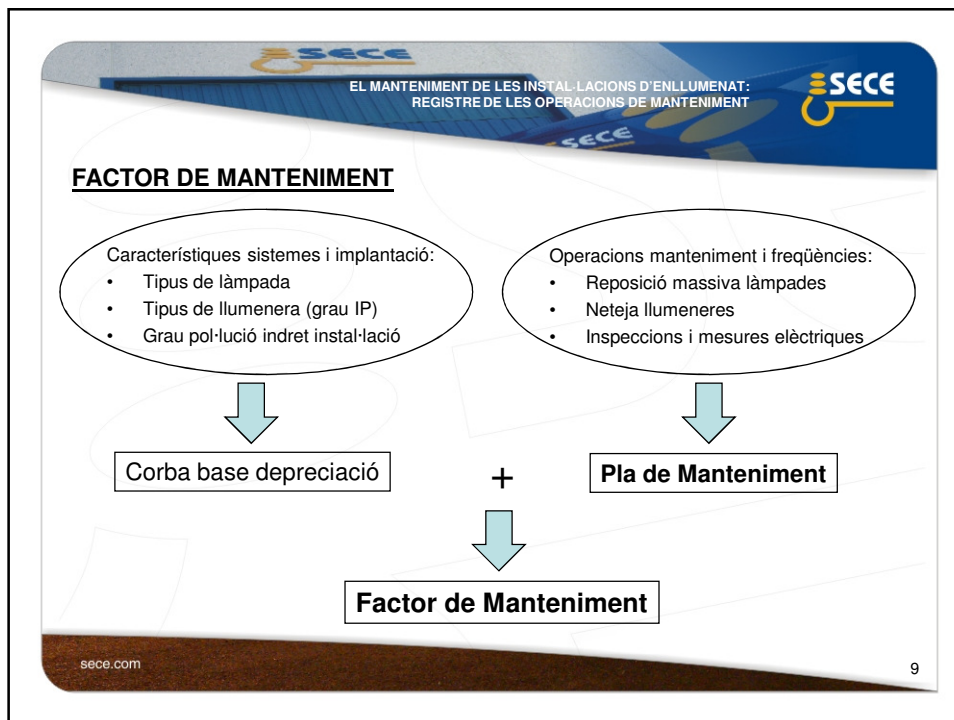 SECE
EL MANTENIMENT DE LES INSTAL·LACIONS D'ENLLUMENAT:
REGISTRE DE LES OPERACIONS DE MANTENIMENT
SECE
SECE
FACTOR DE MANTENIMENT
Característiques sistemes i implantació:
• Tipus de làmpada
• Tipus de llumenera (grau IP)
• Grau pol·lució indret instal·lació
Operacions manteniment i freqüències:
• Reposició massiva làmpades
• Neteja llumeneres
• Inspeccions i mesures elèctriques
Corba base depreciació
+
Pla de Manteniment
Factor de Manteniment
sece.com
9